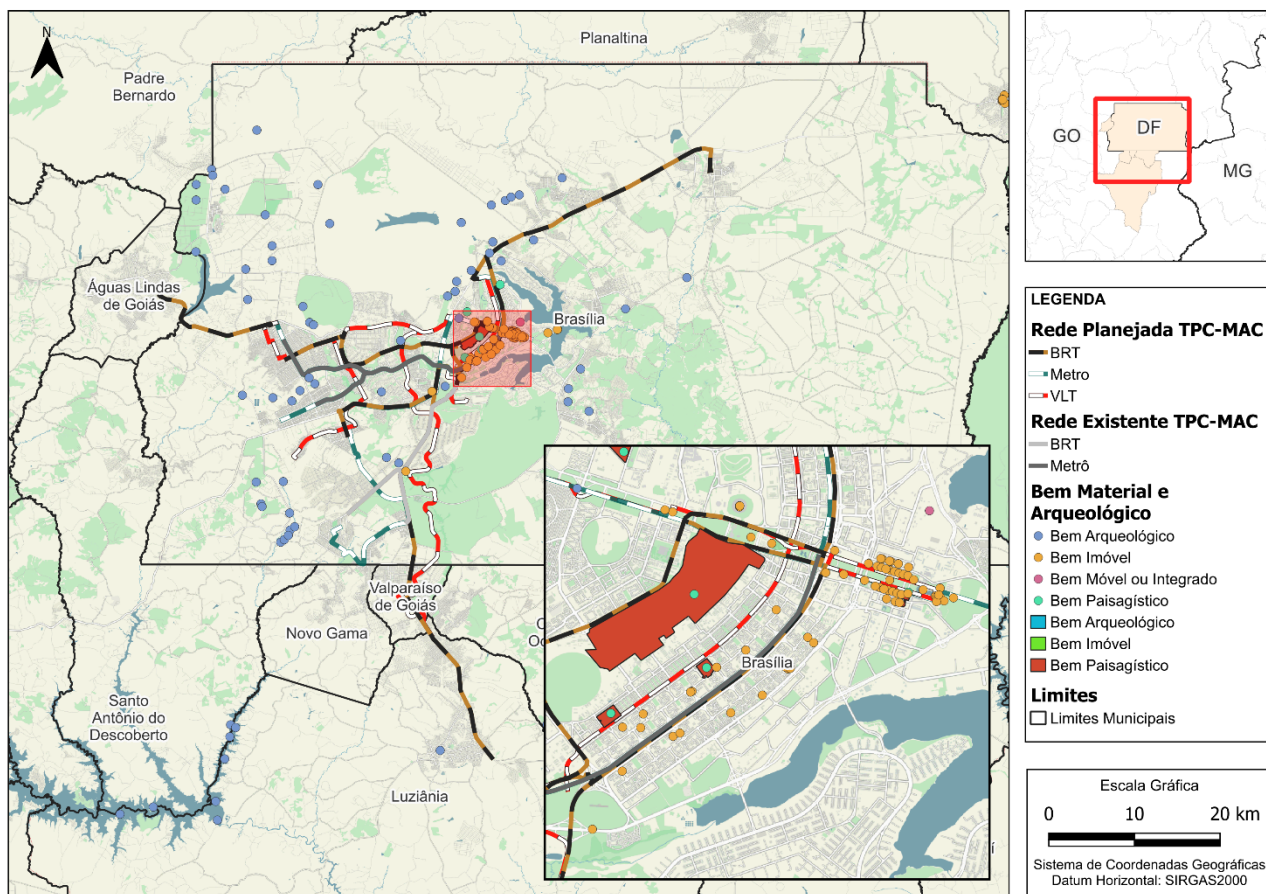 N
Planaltina
Padre
Bernardo
Águas Lindas
de Goiás
Brasília
Valparaíso
de Goiás
Novo Gama
Santo
Antônio do
Descoberto
Luziânia
Brasília
GO
DF
MG
LEGENDA
Rede Planejada TPC-MAC
BRT
Metro
VLT
Rede Existente TPC-MAC
BRT
Metrô
Bem Material e
Arqueológico
Bem Arqueológico
Bem Imóvel
Bem Móvel ou Integrado
Bem Paisagístico
Bem Arqueológico
Bem Imóvel
Bem Paisagístico
Limites
Limites Municipais
Escala Gráfica
0 10 20 km
Sistema de Coordenadas Geográficas
Datum Horizontal: SIRGAS2000